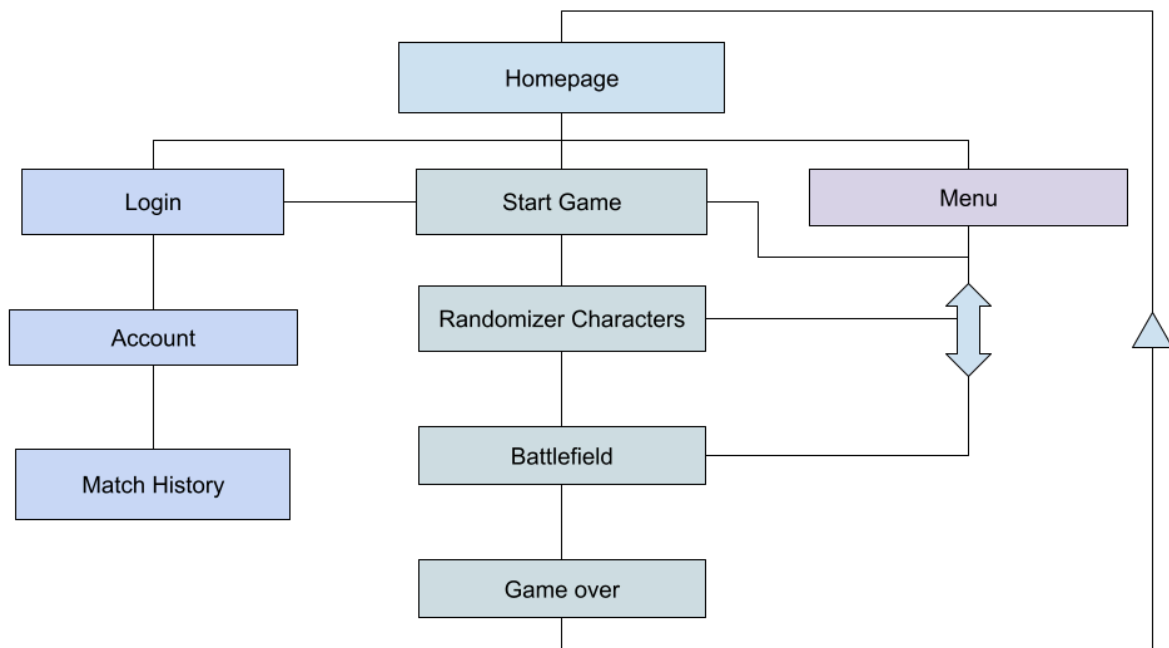 Homepage
Login
Start Game
Menu
Randomizer Characters
Account
Battlefield
Match History
Game over